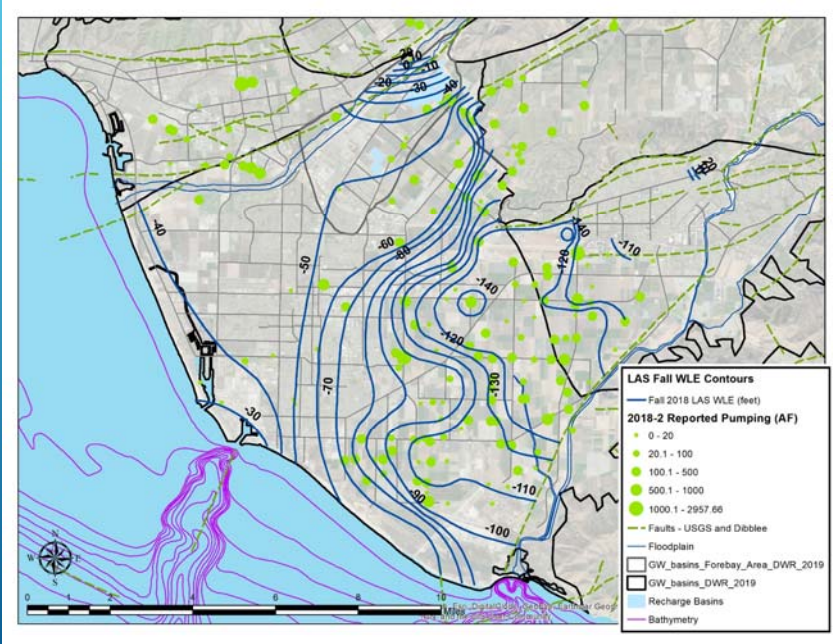 -10
-20
-30
-40
-40
-50
-60
-80
-70
-140
-120
-130
-140
-120
-110
-110
-90
-100
-30
N
W
E
S
0 1 2 4 6 8 10
Miles
LAS Fall WLE Contours
Fall 2018 LAS WLE (feet)
2018-2 Reported Pumping (AF)
0 - 20
20.1 - 100
100.1 - 500
500.1 - 1000
1000.1 - 2957.66
Faults - USGS and Dibblee
Floodplain
GW_basins_Forebay_Area_DWR_2019
GW_basins_DWR_2019
Recharge Basins
Bathymetry